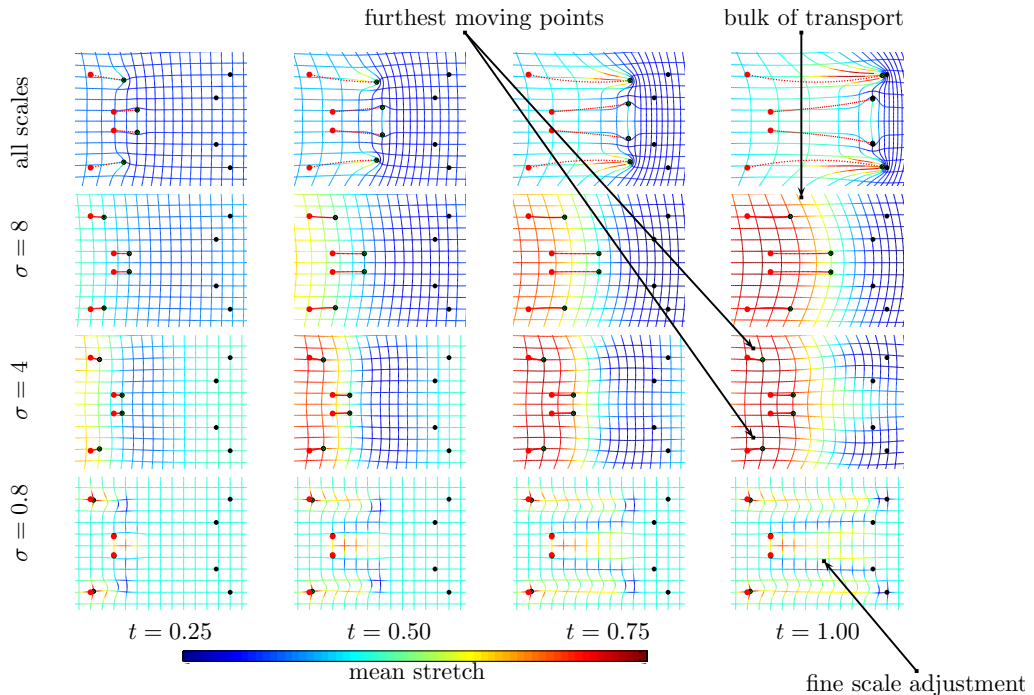 furthest moving points
bulk of transport
all scales
σ = 8
σ = 4
σ = 0.8
t = 0.25
t = 0.50
t = 0.75
t = 1.00
mean stretch
fine scale adjustment